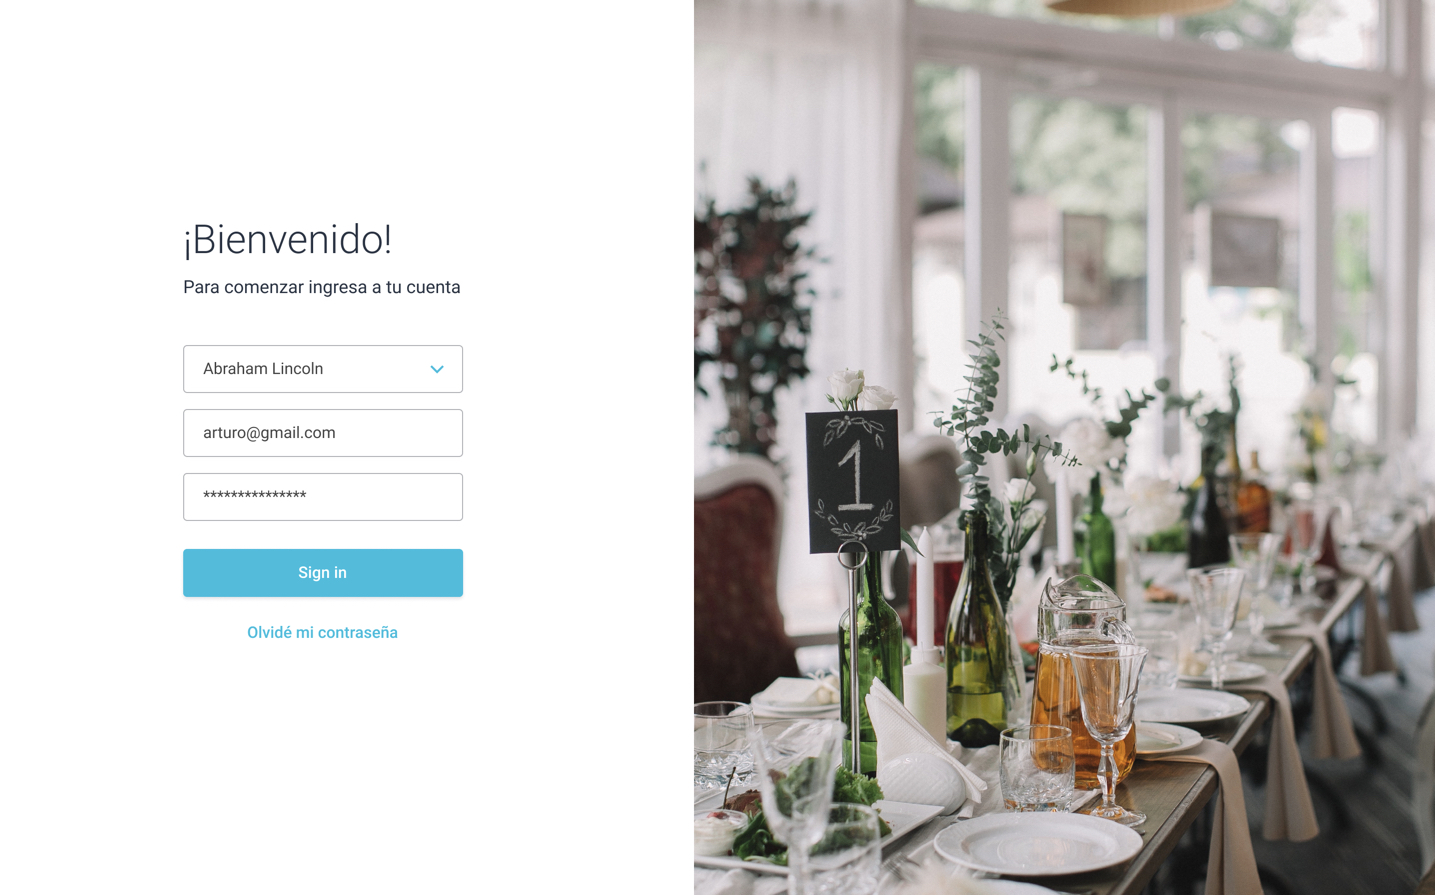 ¡Bienvenido!
Para comenzar ingresa a tu cuenta
Abraham Lincoln
arturo@gmail.com
***************
Sign in
Olvidé mi contraseña
1